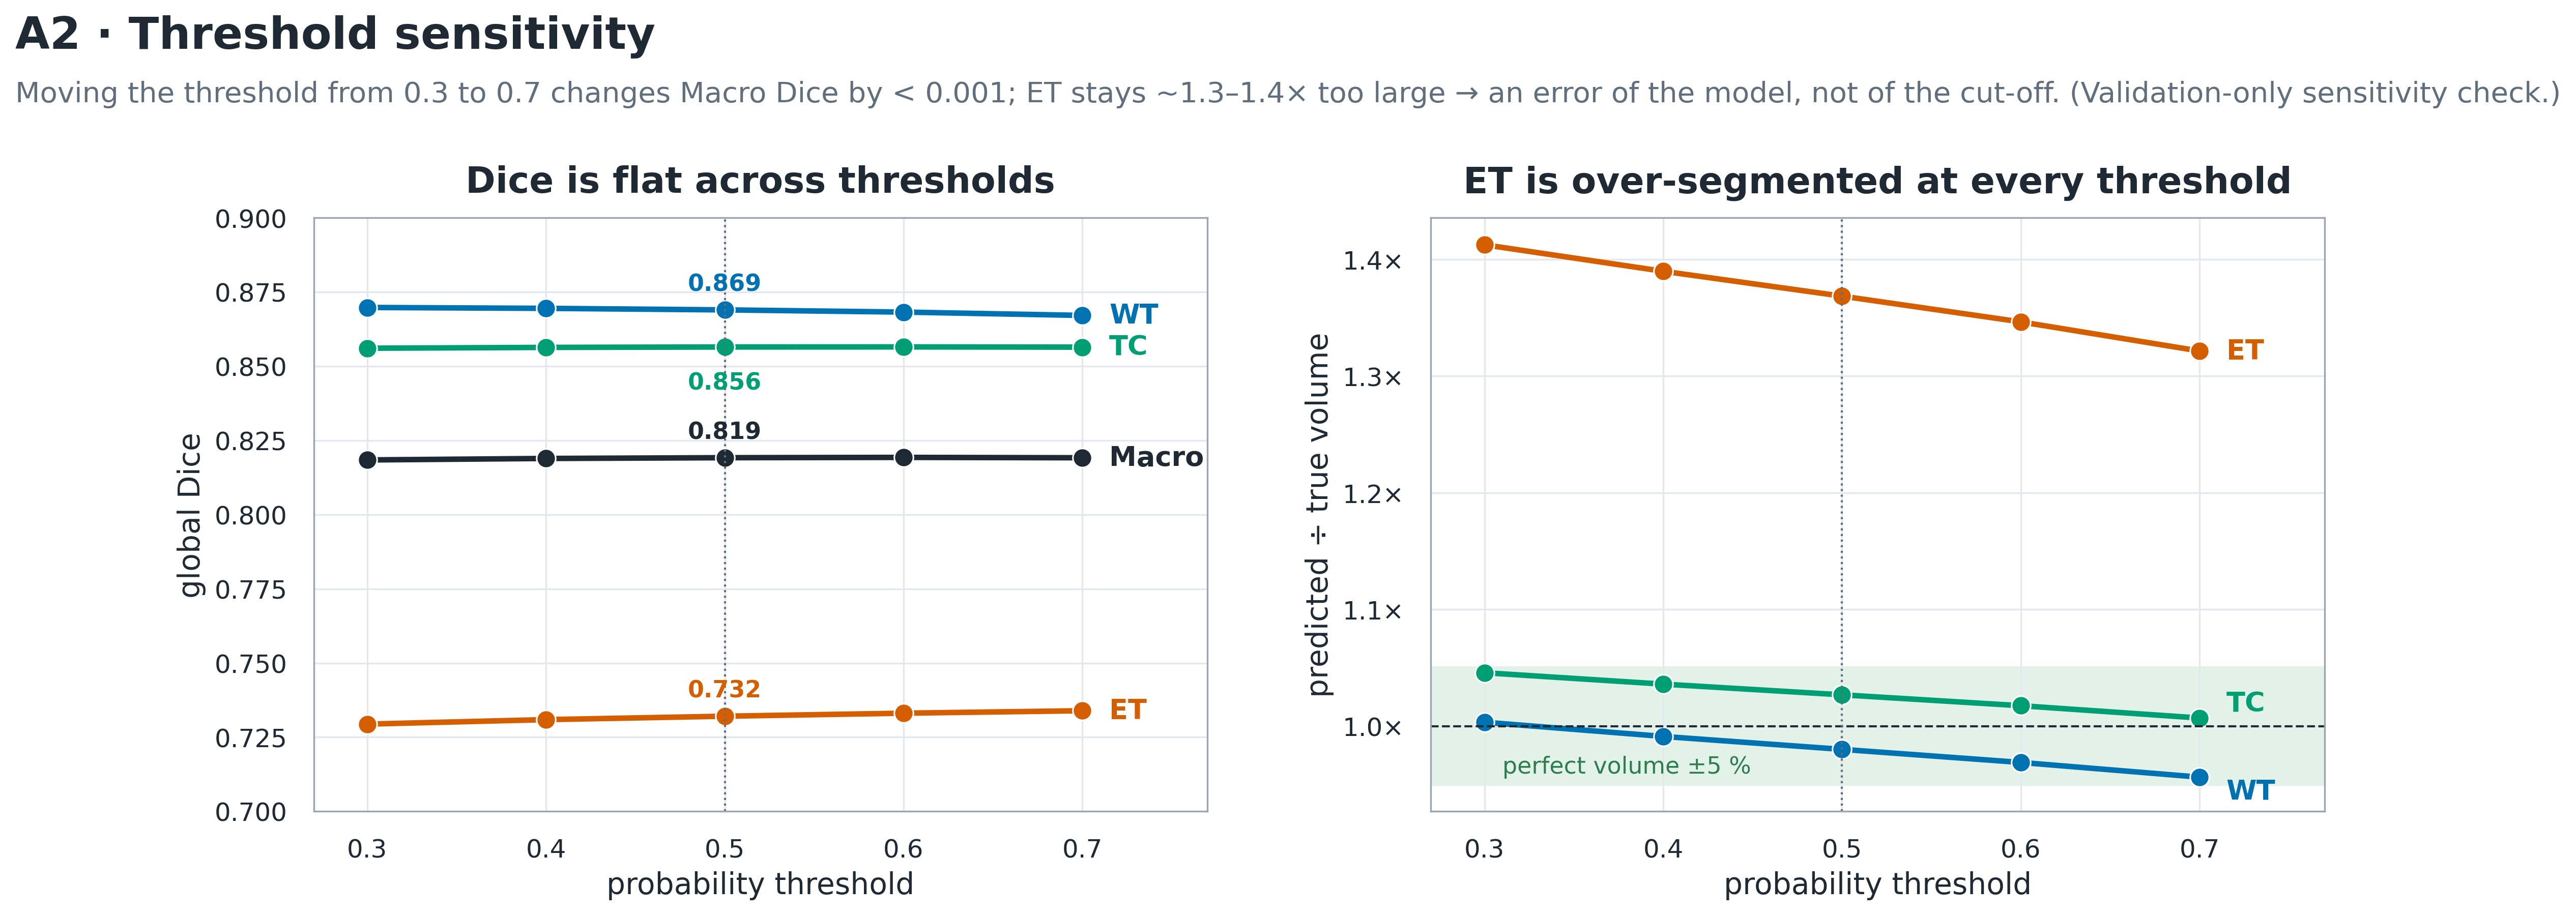 A2 · Threshold sensitivity
Moving the threshold from 0.3 to 0.7 changes Macro Dice by < 0.001; ET stays ~1.3–1.4× too large → an error of the model, not of the cut-off. (Validation-only sensitivity check.)
Dice is flat across thresholds
0.900
0.875
0.850
0.825
0.800
0.775
0.750
0.725
0.700
global Dice
0.869
WT
TC
0.856
0.819
Macro
0.732
ET
0.3 0.4 0.5 0.6 0.7
probability threshold
ET is over-segmented at every threshold
1.4×
1.3×
1.2×
1.1×
1.0×
predicted ÷ true volume
ET
TC
perfect volume ±5 %
WT
0.3 0.4 0.5 0.6 0.7
probability threshold